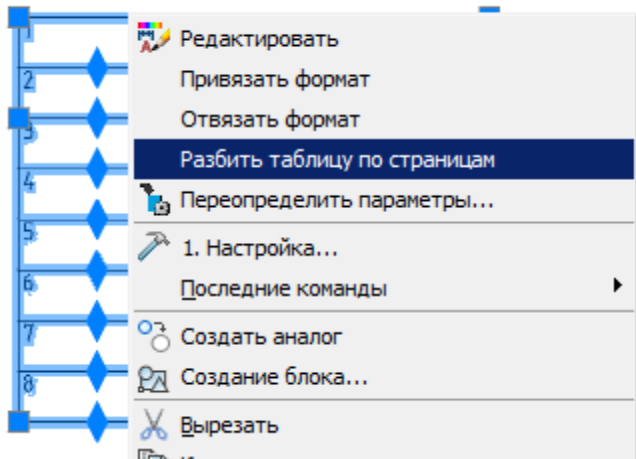 1
Редактировать
2
Привязать формат
3
Отвязать формат
Разбить таблицу по страницам
4
Переопределить параметры...
5
1. Настройка...
6
Последние команды
7
Создать аналог
8
Создание блока...
Вырезать